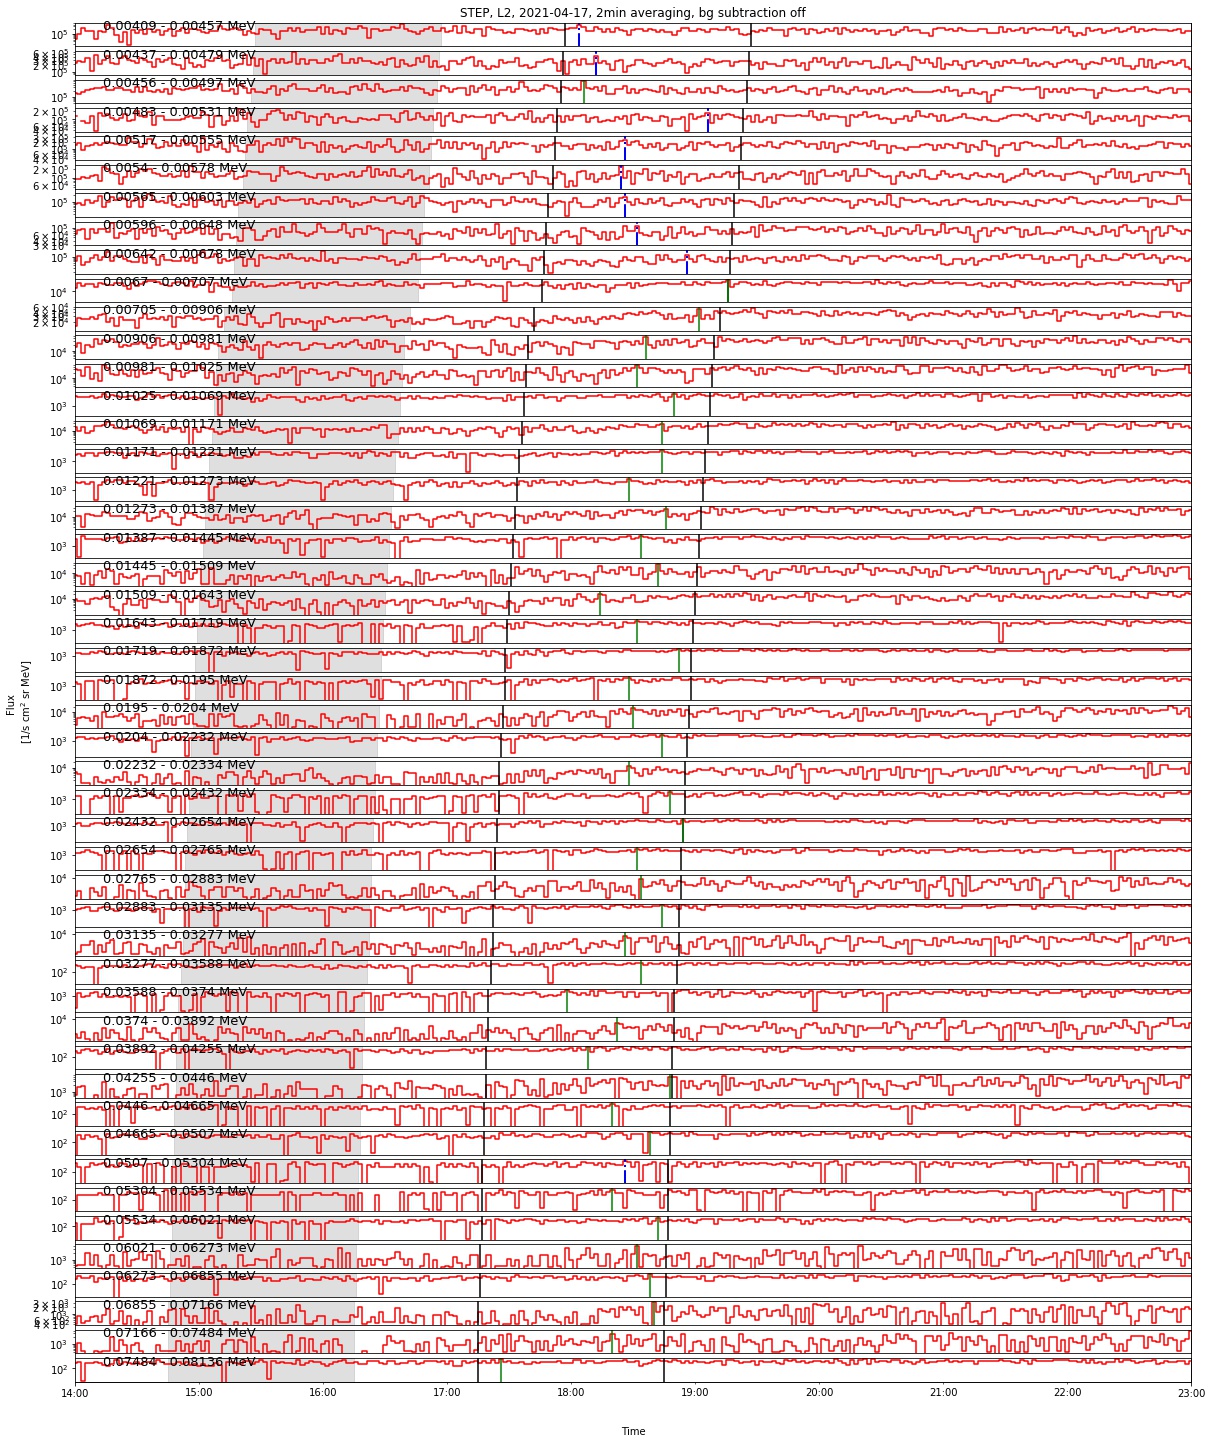 STEP, L2, 2021-04-17, 2min averaging, bg subtraction off
0.00409 - 0.00457 MeV
0.00437 - 0.00479 MeV
0.00456 - 0.00497 MeV
0.00483 - 0.00531 MeV
0.00517 - 0.00555 MeV
0.0054 - 0.00578 MeV
0.00565 - 0.00603 MeV
0.00596 - 0.00648 MeV
0.00642 - 0.00678 MeV
0.0067 - 0.00707 MeV
0.00705 - 0.00906 MeV
0.00906 - 0.00981 MeV
0.00981 - 0.01025 MeV
0.01025 - 0.01069 MeV
0.01069 - 0.01171 MeV
0.01171 - 0.01221 MeV
0.01221 - 0.01273 MeV
0.01273 - 0.01387 MeV
0.01387 - 0.01445 MeV
0.01445 - 0.01509 MeV
0.01509 - 0.01643 MeV
0.01643 - 0.01719 MeV
0.01719 - 0.01872 MeV
0.01872 - 0.0195 MeV
0.0195 - 0.0204 MeV
0.0204 - 0.02232 MeV
0.02232 - 0.02334 MeV
0.02334 - 0.02432 MeV
0.02432 - 0.02654 MeV
0.02654 - 0.02765 MeV
0.02765 - 0.02883 MeV
0.02883 - 0.03135 MeV
0.03135 - 0.03277 MeV
0.03277 - 0.03588 MeV
0.03588 - 0.0374 MeV
0.0374 - 0.03892 MeV
0.03892 - 0.04255 MeV
0.04255 - 0.0446 MeV
0.0446 - 0.04665 MeV
0.04665 - 0.0507 MeV
0.0507 - 0.05304 MeV
0.05304 - 0.05534 MeV
0.05534 - 0.06021 MeV
0.06021 - 0.06273 MeV
0.06273 - 0.06855 MeV
0.06855 - 0.07166 MeV
0.07166 - 0.07484 MeV
0.07484 - 0.08136 MeV
Flux
[1/s cm² sr MeV]
14:00 15:00 16:00 17:00 18:00 19:00 20:00 21:00 22:00 23:00
Time